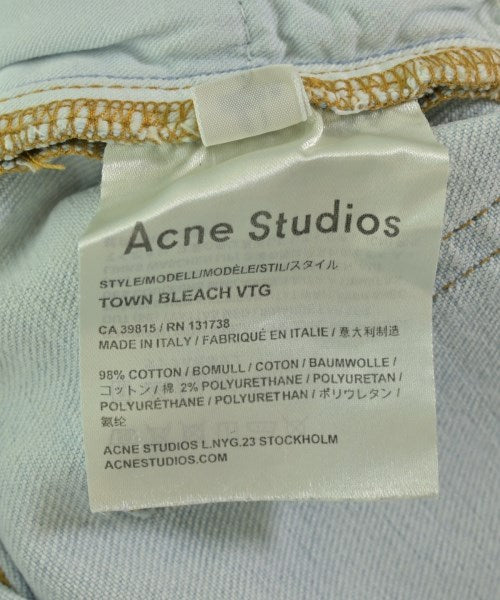 Acne Studios
STYLE/MODELL/MODÈLE/STIL/スタイル
TOWN BLEACH VTG
CA 39815 / RN 131738
MADE IN ITALY / FABRIQUÉ EN ITALIE / 意大利制造
98% COTTON / BOMULL / COTON / BAUMWOLLE /
コットン / 棉 2% POLYURETHANE / POLYURETAN /
POLYURÉTHANE / POLYURETHAN / ポリウレタン /
氨纶
ACNE STUDIOS L.NYG.23 STOCKHOLM
ACNESTUDIOS.COM